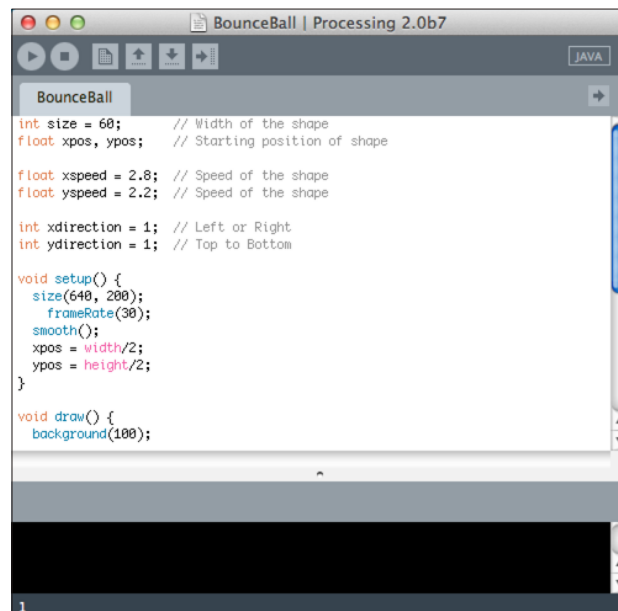 BounceBall | Processing 2.0b7
JAVA
BounceBall
int size = 60;       // Width of the shape
float xpos, ypos;    // Starting position of shape

float xspeed = 2.8;  // Speed of the shape
float yspeed = 2.2;  // Speed of the shape

int xdirection = 1;  // Left or Right
int ydirection = 1;  // Top to Bottom

void setup() {
  size(640, 200);
    frameRate(30);
  smooth();
  xpos = width/2;
  ypos = height/2;
}

void draw() {
  background(100);
1